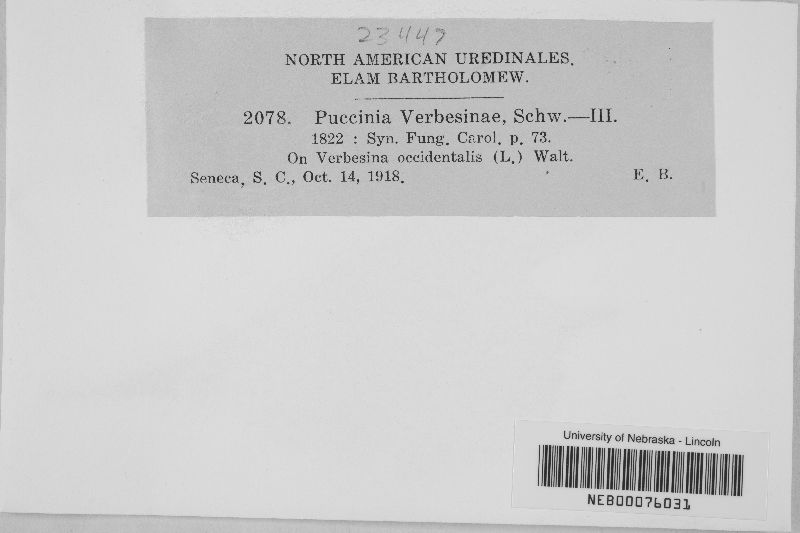 23447
NORTH AMERICAN UREDINALES.
ELAM BARTHOLOMEW.
2078. Puccinia Verbesinae, Schw.—III.
1822 : Syn. Fung. Carol. p. 73.
On Verbesina occidentalis (L.) Walt.
Seneca, S. C., Oct. 14, 1918. E. B.
University of Nebraska - Lincoln
NEB00076031